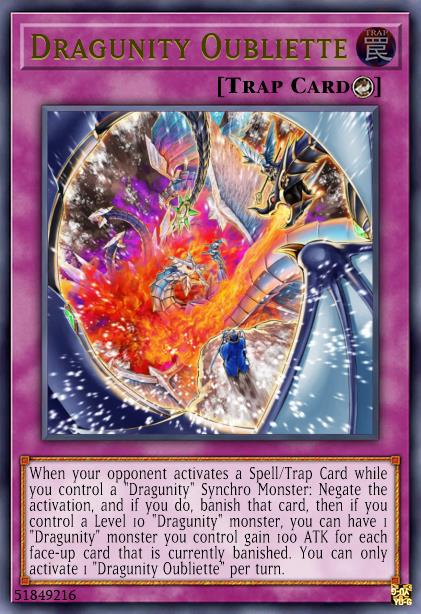 DRAGUNITY OUBLIETTE
TRAP
罠
[TRAP CARD]
When your opponent activates a Spell/Trap Card while
you control a "Dragunity" Synchro Monster: Negate the
activation, and if you do, banish that card, then if you
control a Level 10 "Dragunity" monster, you can have 1
"Dragunity" monster you control gain 100 ATK for each
face-up card that is currently banished. You can only
activate 1 "Dragunity Oubliette" per turn.
51849216